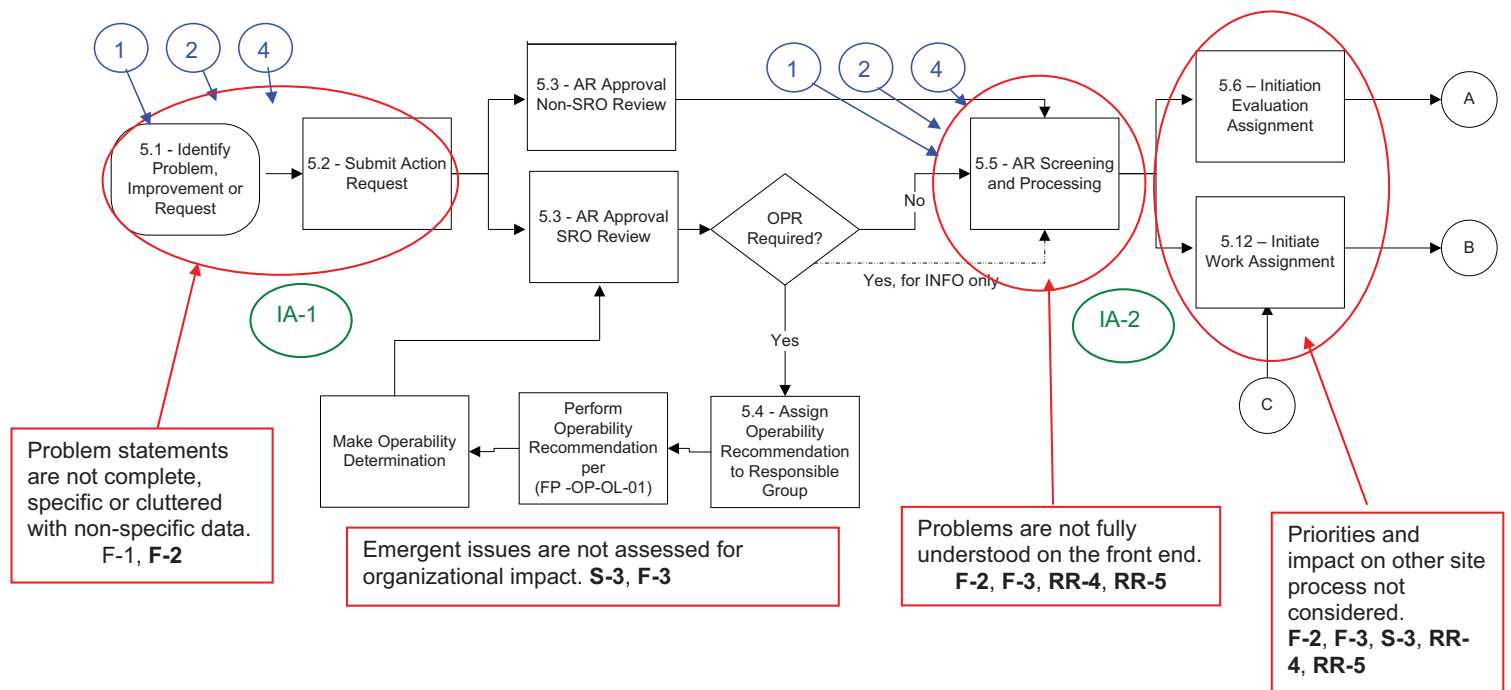 1
2
4
5.1 - Identify
Problem,
Improvement or
Request
5.2 - Submit Action
Request
5.3 - AR Approval
Non-SRO Review
5.3 - AR Approval
SRO Review
OPR
Required?
No
Yes, for INFO only
Yes
1
2
4
5.5 - AR Screening
and Processing
5.6 – Initiation
Evaluation
Assignment
A
5.12 – Initiate
Work Assignment
B
C
IA-1
IA-2
Make Operability
Determination
Perform
Operability
Recommendation
per
(FP -OP-OL-01)
5.4 - Assign
Operability
Recommendation
to Responsible
Group
Problem statements
are not complete,
specific or cluttered
with non-specific data.
F-1, F-2
Emergent issues are not assessed for
organizational impact. S-3, F-3
Problems are not fully
understood on the front end.
F-2, F-3, RR-4, RR-5
Priorities and
impact on other site
process not
considered.
F-2, F-3, S-3, RR-
4, RR-5